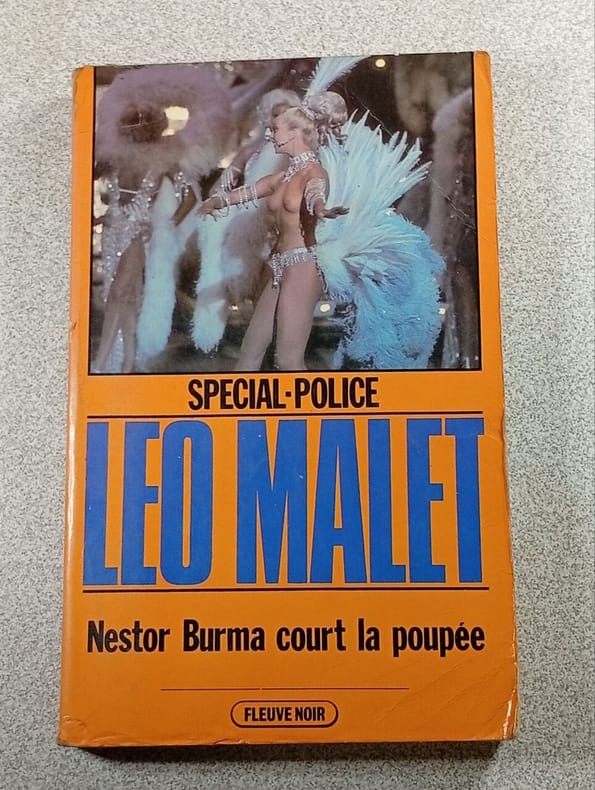 SPECIAL-POLICE
LEO MALET
Nestor Burma court la poupée
FLEUVE NOIR